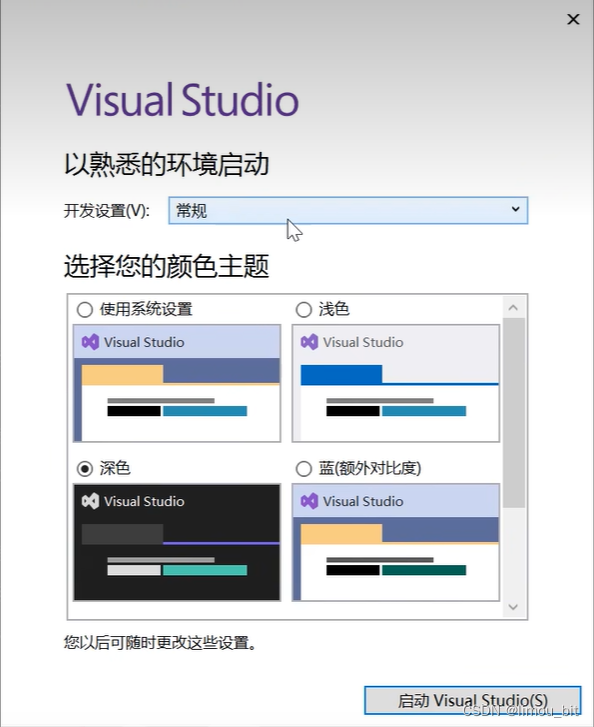 Visual Studio
以熟悉的环境启动
开发设置(V): 常规
选择您的颜色主题
使用系统设置 浅色
Visual Studio Visual Studio
深色 蓝(额外对比度)
Visual Studio Visual Studio
您以后可随时更改这些设置。
启动 Visual Studio(S)
CSDN @limou_bit